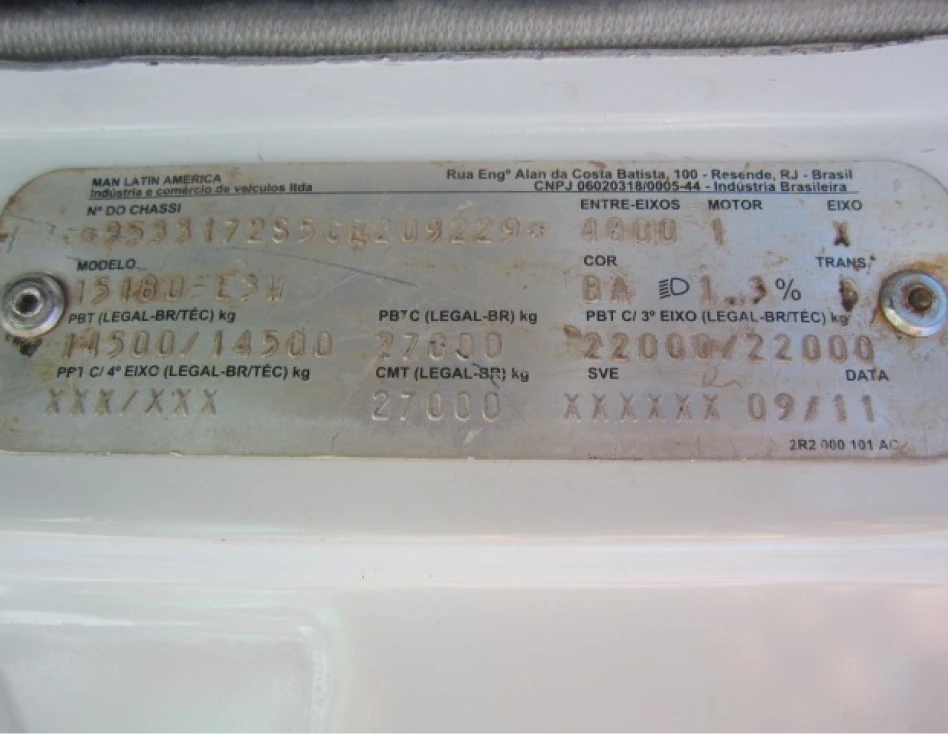 MAN LATIN AMERICA
Indústria e comércio de veículos ltda
Rua Engº Alan da Costa Batista, 100 - Resende, RJ - Brasil
CNPJ 06020318/0005-44 - Indústria Brasileira
Nº DO CHASSI ENTRE-EIXOS MOTOR EIXO
4800 1 X
MODELO COR TRANS.
15180-E3W BA %
PBT (LEGAL-BR/TÉC) kg PBTC (LEGAL-BR) kg PBT C/ 3º EIXO (LEGAL-BR/TÉC) kg
14500/14500 27000 22000/22000
PBT C/ 4º EIXO (LEGAL-BR/TÉC) kg CMT (LEGAL-BR) kg SVE DATA
XXX/XXX 27000 XXXXXX 09/11
2R2 000 101 AC